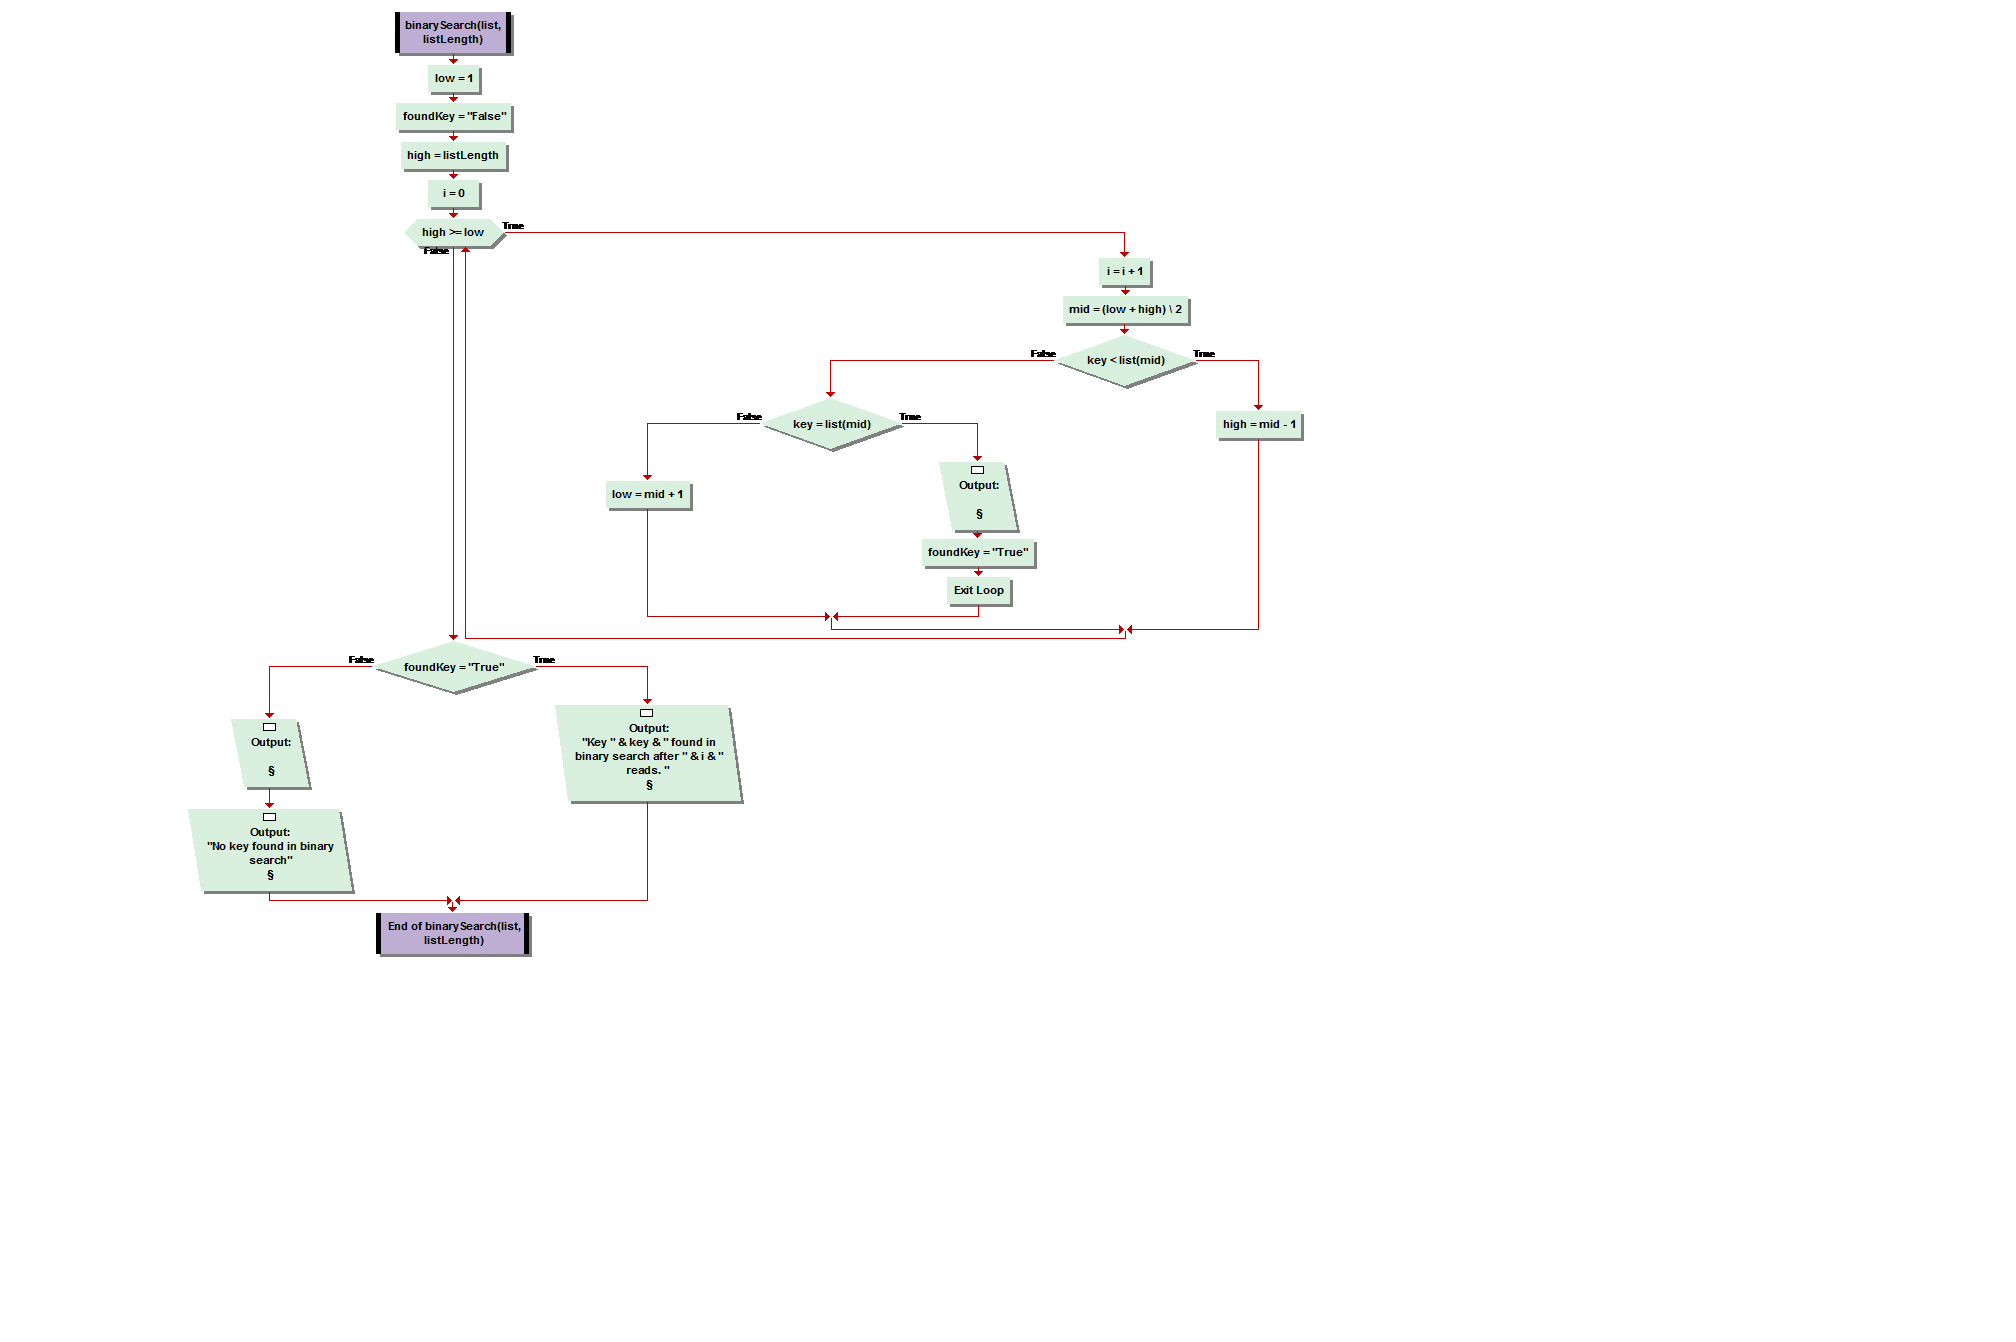 binarySearch(list,
listLength)
low = 1
foundKey = "False"
high = listLength
i = 0
high >= low
True
False
i = i + 1
mid = (low + high) \ 2
key < list(mid)
False
True
high = mid - 1
key = list(mid)
False
True
low = mid + 1
Output:
§
foundKey = "True"
Exit Loop
foundKey = "True"
False
True
Output:
§
Output:
"No key found in binary
search"
§
Output:
"Key " & key & " found in
binary search after " & i & "
reads. "
§
End of binarySearch(list,
listLength)